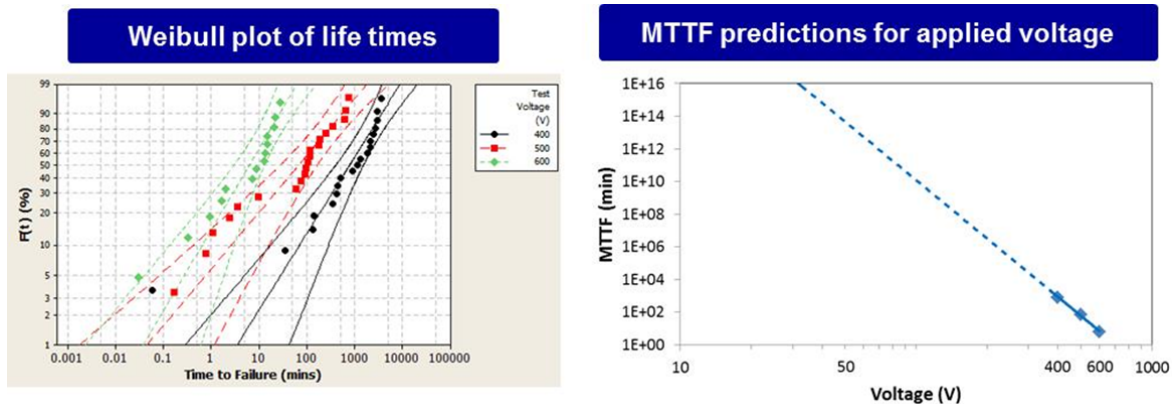 Weibull plot of life times
99
90
80
70
60
50
40
30
20
10
5
3
2
1
F(t) (%)
0.001 0.01 0.1 1 10 100 1000 10000 100000
Time to Failure (mins)
Test
Voltage
(V)
400
500
600
MTTF predictions for applied voltage
1E+16
1E+14
1E+12
1E+10
1E+08
1E+06
1E+04
1E+02
1E+00
MTTF (min)
10 50 400 600 1000
Voltage (V)